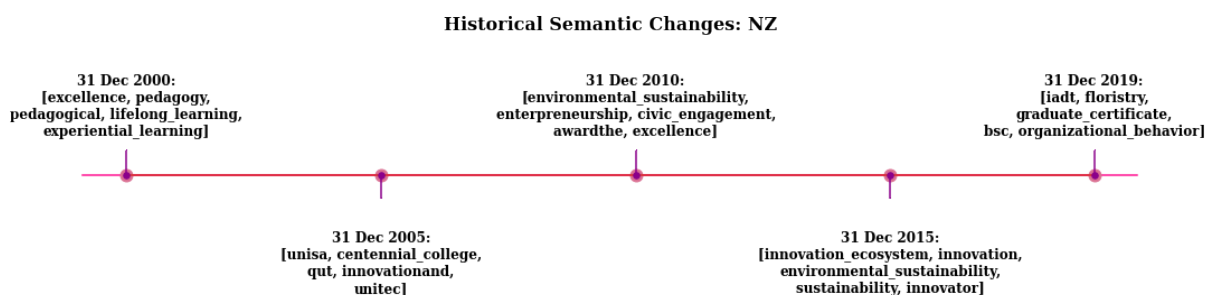 Historical Semantic Changes: NZ
31 Dec 2000:
[excellence, pedagogy,
pedagogical, lifelong_learning,
experiential_learning]
31 Dec 2005:
[unisa, centennial_college,
qut, innovationand,
unitec]
31 Dec 2010:
[environmental_sustainability,
enterpreneurship, civic_engagement,
awardthe, excellence]
31 Dec 2015:
[innovation_ecosystem, innovation,
environmental_sustainability,
sustainability, innovator]
31 Dec 2019:
[iadt, floristry,
graduate_certificate,
bsc, organizational_behavior]